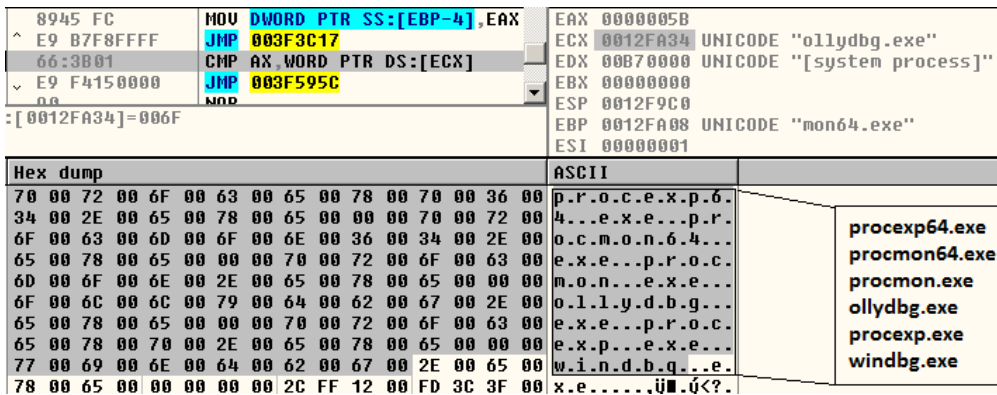 8945 FC MOV DWORD PTR SS:[EBP-4],EAX
^ E9 B7F8FFFF JMP 003F3C17
66:3B01 CMP AX,WORD PTR DS:[ECX]
E9 F4150000 JMP 003F595C
NOP
:[0012FA34]=006F
EAX 0000005B
ECX 0012FA34 UNICODE "ollydbg.exe"
EDX 00B70000 UNICODE "[system process]"
EBX 00000000
ESP 0012F9C0
EBP 0012FA08 UNICODE "mon64.exe"
ESI 00000001
Hex dump ASCII
70 00 72 00 6F 00 63 00 65 00 78 00 70 00 36 00 p.r.o.c.e.x.p.6.
34 00 2E 00 65 00 78 00 65 00 00 00 70 00 72 00 4...e.x.e...p.r.
6F 00 63 00 6D 00 6F 00 6E 00 36 00 34 00 2E 00 o.c.m.o.n.6.4...
65 00 78 00 65 00 00 00 70 00 72 00 6F 00 63 00 e.x.e...p.r.o.c.
6D 00 6F 00 6E 00 2E 00 65 00 78 00 65 00 00 00 m.o.n...e.x.e...
6F 00 6C 00 6C 00 79 00 64 00 62 00 67 00 2E 00 o.l.l.y.d.b.g...
65 00 78 00 65 00 00 00 70 00 72 00 6F 00 63 00 e.x.e...p.r.o.c.
65 00 78 00 70 00 2E 00 65 00 78 00 65 00 00 00 e.x.p...e.x.e...
77 00 69 00 6E 00 64 00 62 00 67 00 2E 00 65 00 w.i.n.d.b.g...e.
78 00 65 00 00 00 00 00 2C FF 12 00 FD 3C 3F 00 x.e.....,ÿ.ý<?.
procexp64.exe
procmon64.exe
procmon.exe
ollydbg.exe
procexp.exe
windbg.exe